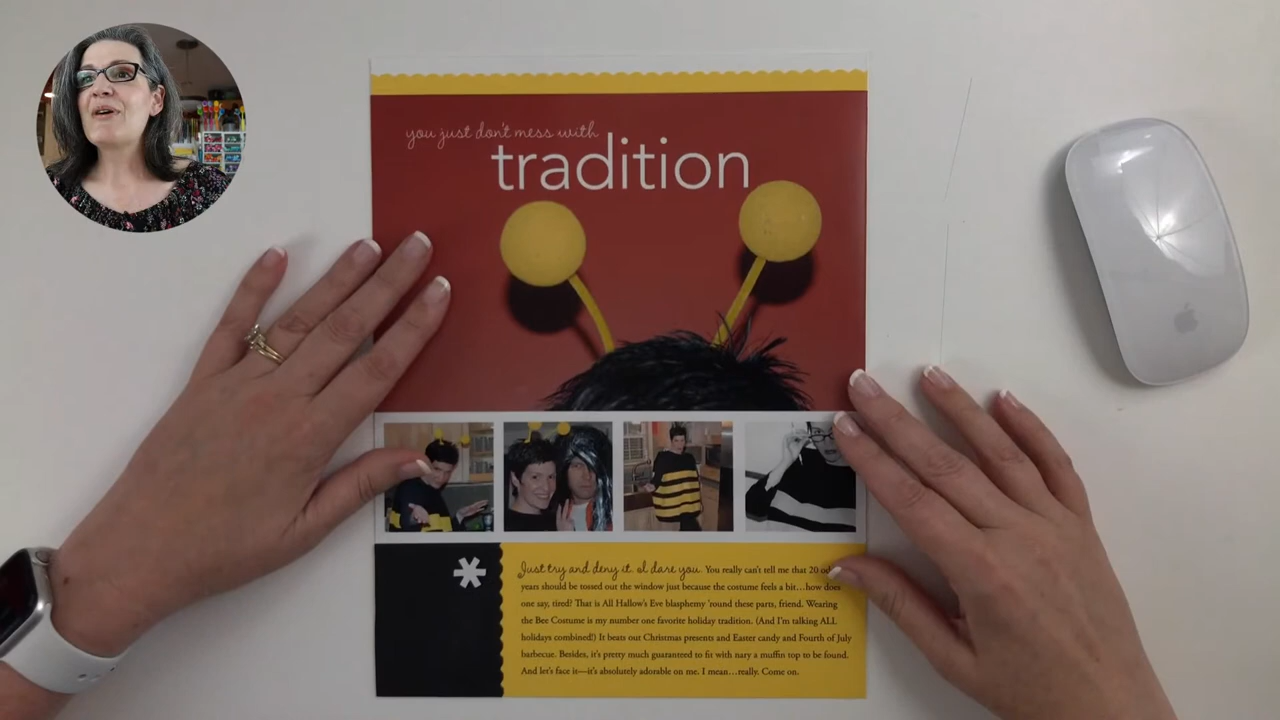 you just don't mess with
tradition
Just try and deny it. I dare you. You really can't tell me that 20 odd
years should be tossed out the window just because the costume feels a bit…how does
one say, tired? That is All Hallow's Eve blasphemy 'round these parts, friend. Wearing
the Bee Costume is my number one favorite holiday tradition. (And I'm talking ALL
holidays combined!) It beats out Christmas presents and Easter candy and Fourth of July
barbecue. Besides, it's pretty much guaranteed to fit with nary a muffin top to be found.
And let's face it—it's absolutely adorable on me. I mean…really. Come on.